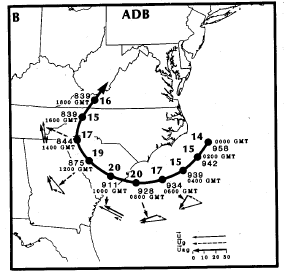 B
ADB
839
1800 GMT
16
839
1600 GMT
15
844
1400 GMT
17
875
1200 GMT
19
911
1000 GMT
20
928
0800 GMT
20
934
0600 GMT
17
939
0400 GMT
15
942
0200 GMT
15
958
0000 GMT
14
0 10 20 30